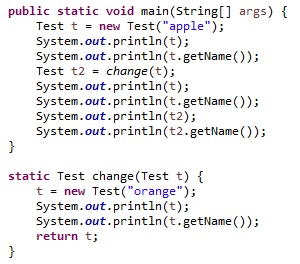 public static void main(String[] args) {
    Test t = new Test("apple");
    System.out.println(t);
    System.out.println(t.getName());
    Test t2 = change(t);
    System.out.println(t);
    System.out.println(t.getName());
    System.out.println(t2);
    System.out.println(t2.getName());
}

static Test change(Test t) {
    t = new Test("orange");
    System.out.println(t);
    System.out.println(t.getName());
    return t;
}